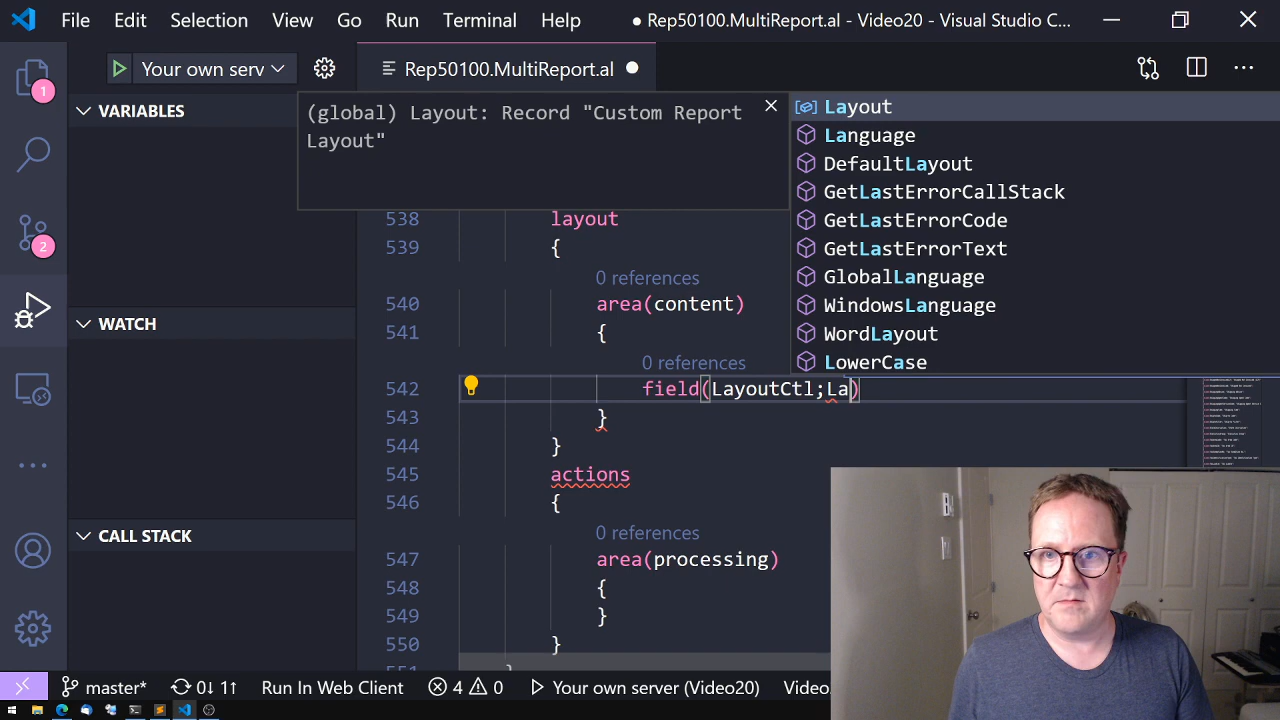 File Edit Selection View Go Run Terminal Help ● Rep50100.MultiReport.al - Video20 - Visual Studio C...
1
2
Your own serv
Rep50100.MultiReport.al
VARIABLES
WATCH
CALL STACK
(global) Layout: Record "Custom Report
Layout"
Layout
Language
DefaultLayout
GetLastErrorCallStack
GetLastErrorCode
GetLastErrorText
GlobalLanguage
WindowsLanguage
WordLayout
LowerCase
538 layout
539 {
0 references
540 area(content)
541 {
0 references
542 field(LayoutCtl;La)
543 }
544 }
545 actions
546 {
0 references
547 area(processing)
548 {
549 }
550 }
master* 0↓ 1↑ Run In Web Client 4 0 Your own server (Video20) Video